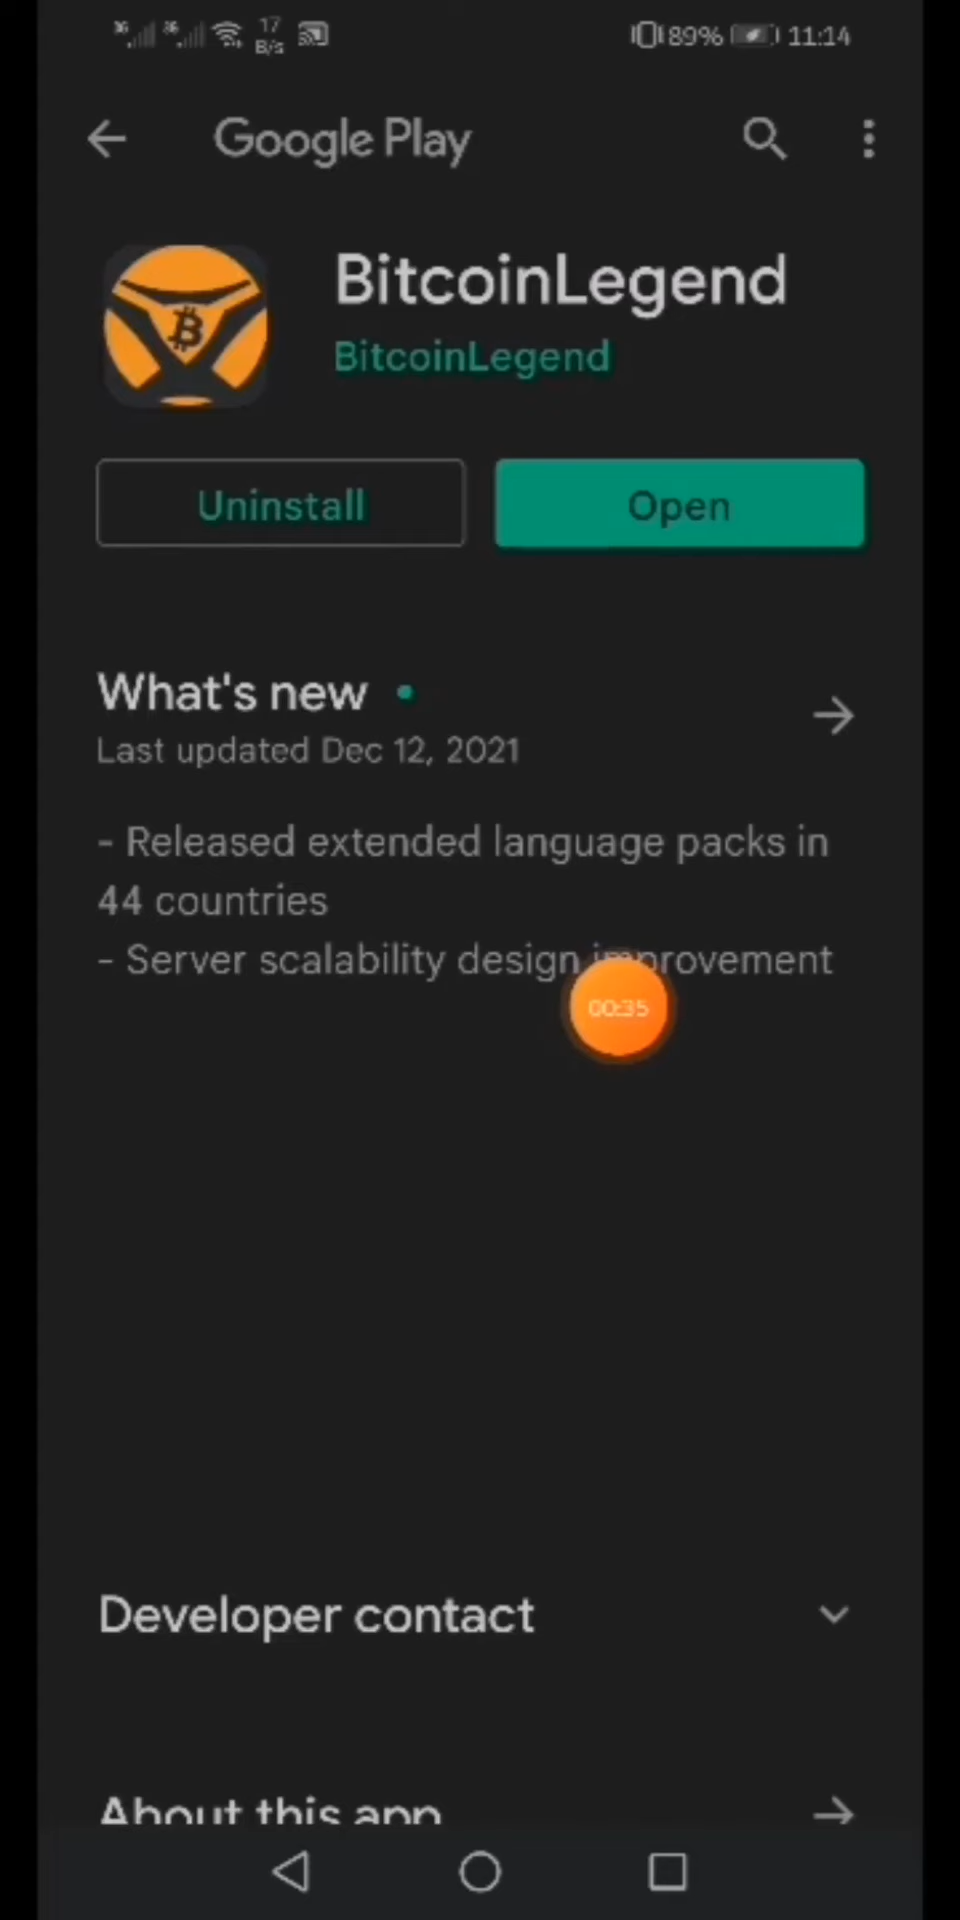 17
B/s
89% 11:14
Google Play
BitcoinLegend
BitcoinLegend
Uninstall
Open
What's new
Last updated Dec 12, 2021
- Released extended language packs in
44 countries
- Server scalability design improvement
00:35
Developer contact
About this app